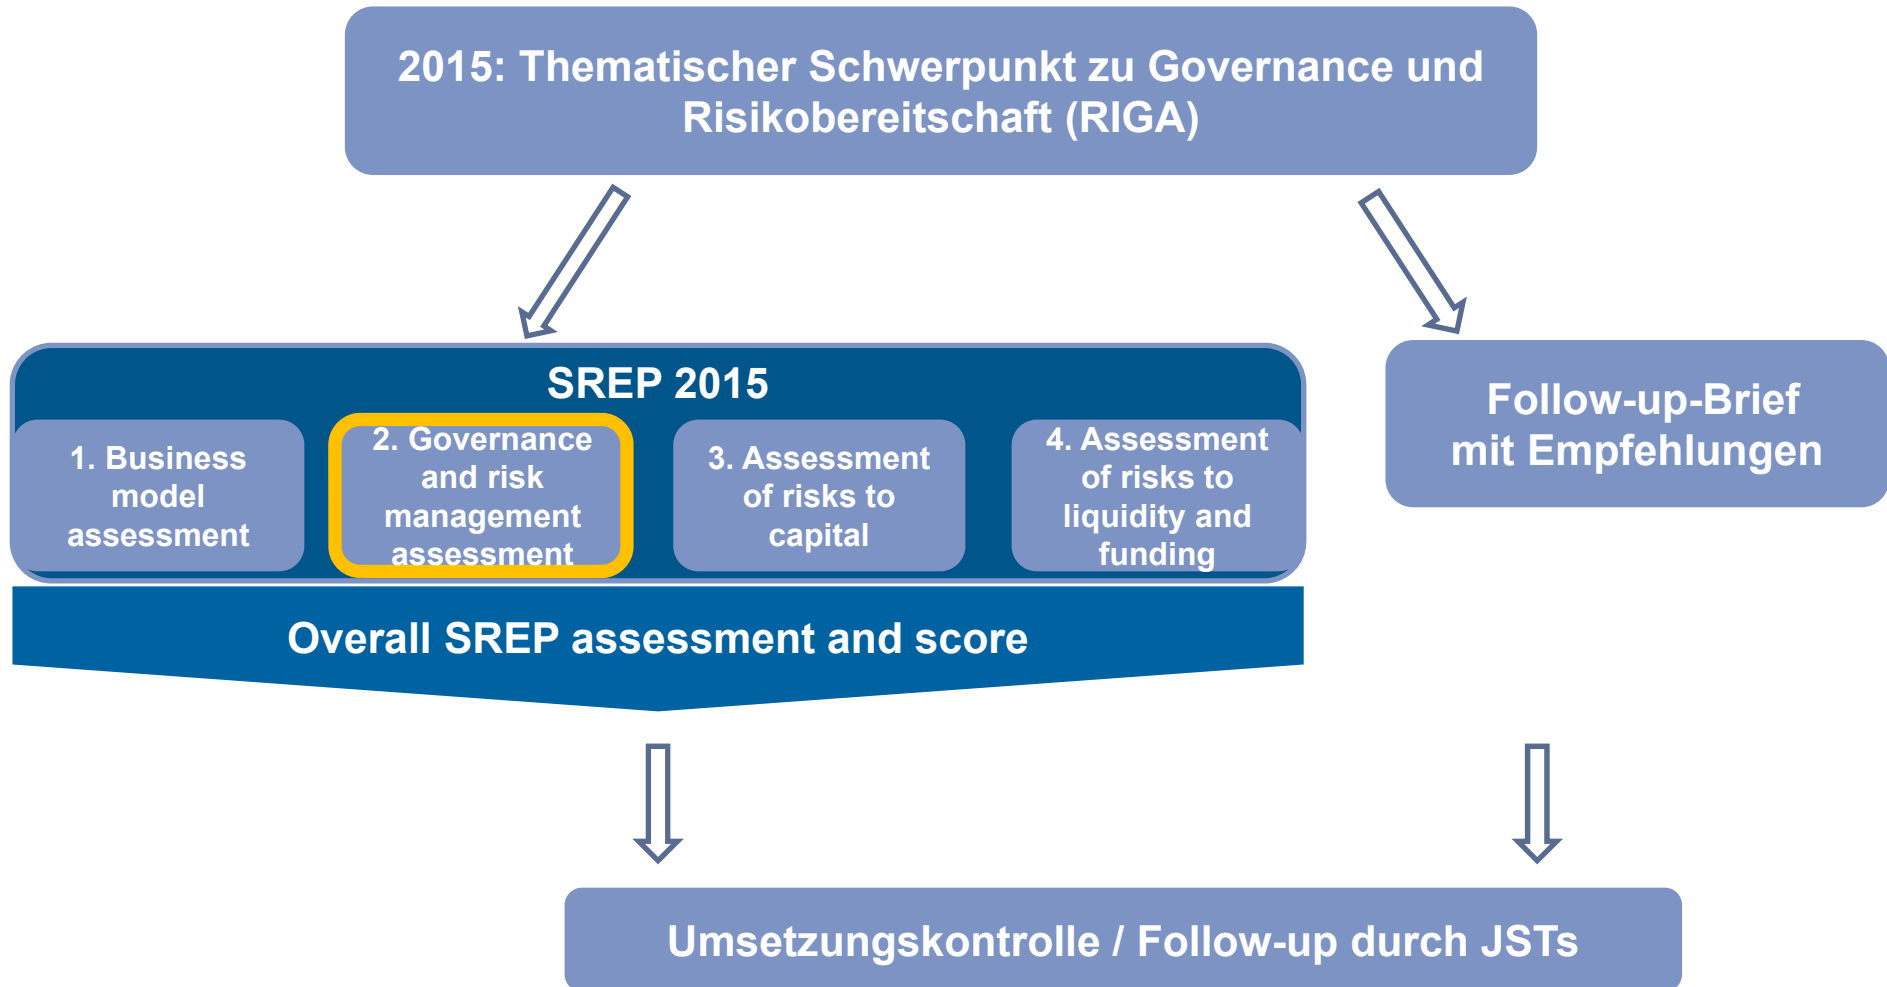 2015: Thematischer Schwerpunkt zu Governance und
Risikobereitschaft (RIGA)
SREP 2015
1. Business
model
assessment
2. Governance
and risk
management
assessment
3. Assessment
of risks to
capital
4. Assessment
of risks to
liquidity and
funding
Follow-up-Brief
mit Empfehlungen
Overall SREP assessment and score
Umsetzungskontrolle / Follow-up durch JSTs